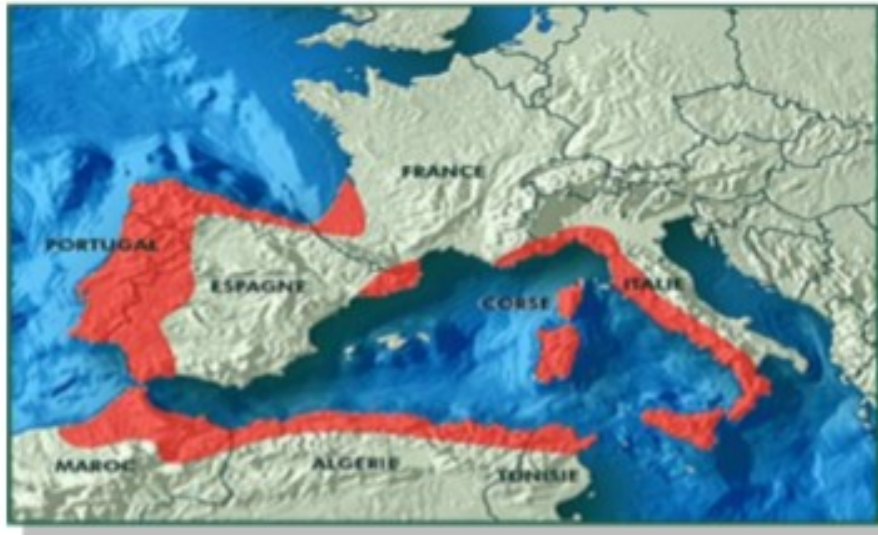 FRANCE
PORTUGAL
ESPAGNE
CORSE
ITALIE
MAROC
ALGERIE
TUNISIE